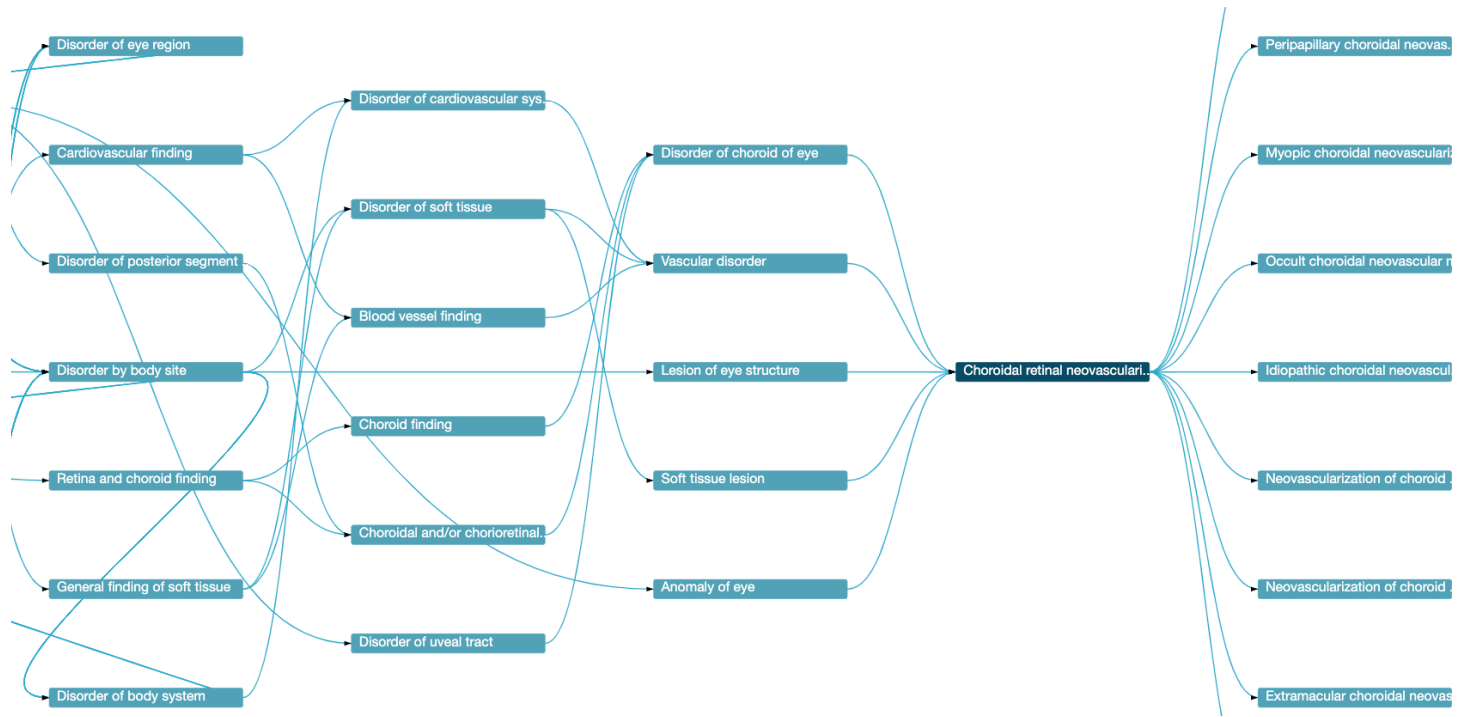 Disorder of eye region
Cardiovascular finding
Disorder of posterior segment
Disorder by body site
Retina and choroid finding
General finding of soft tissue
Disorder of body system
Disorder of cardiovascular sys..
Disorder of soft tissue
Blood vessel finding
Choroid finding
Choroidal and/or chorioretinal..
Disorder of uveal tract
Disorder of choroid of eye
Vascular disorder
Lesion of eye structure
Soft tissue lesion
Anomaly of eye
Choroidal retinal neovasculari..
Peripapillary choroidal neovas.
Myopic choroidal neovasculari
Occult choroidal neovascular
Idiopathic choroidal neovascul.
Neovascularization of choroid .
Neovascularization of choroid .
Extramacular choroidal neovas